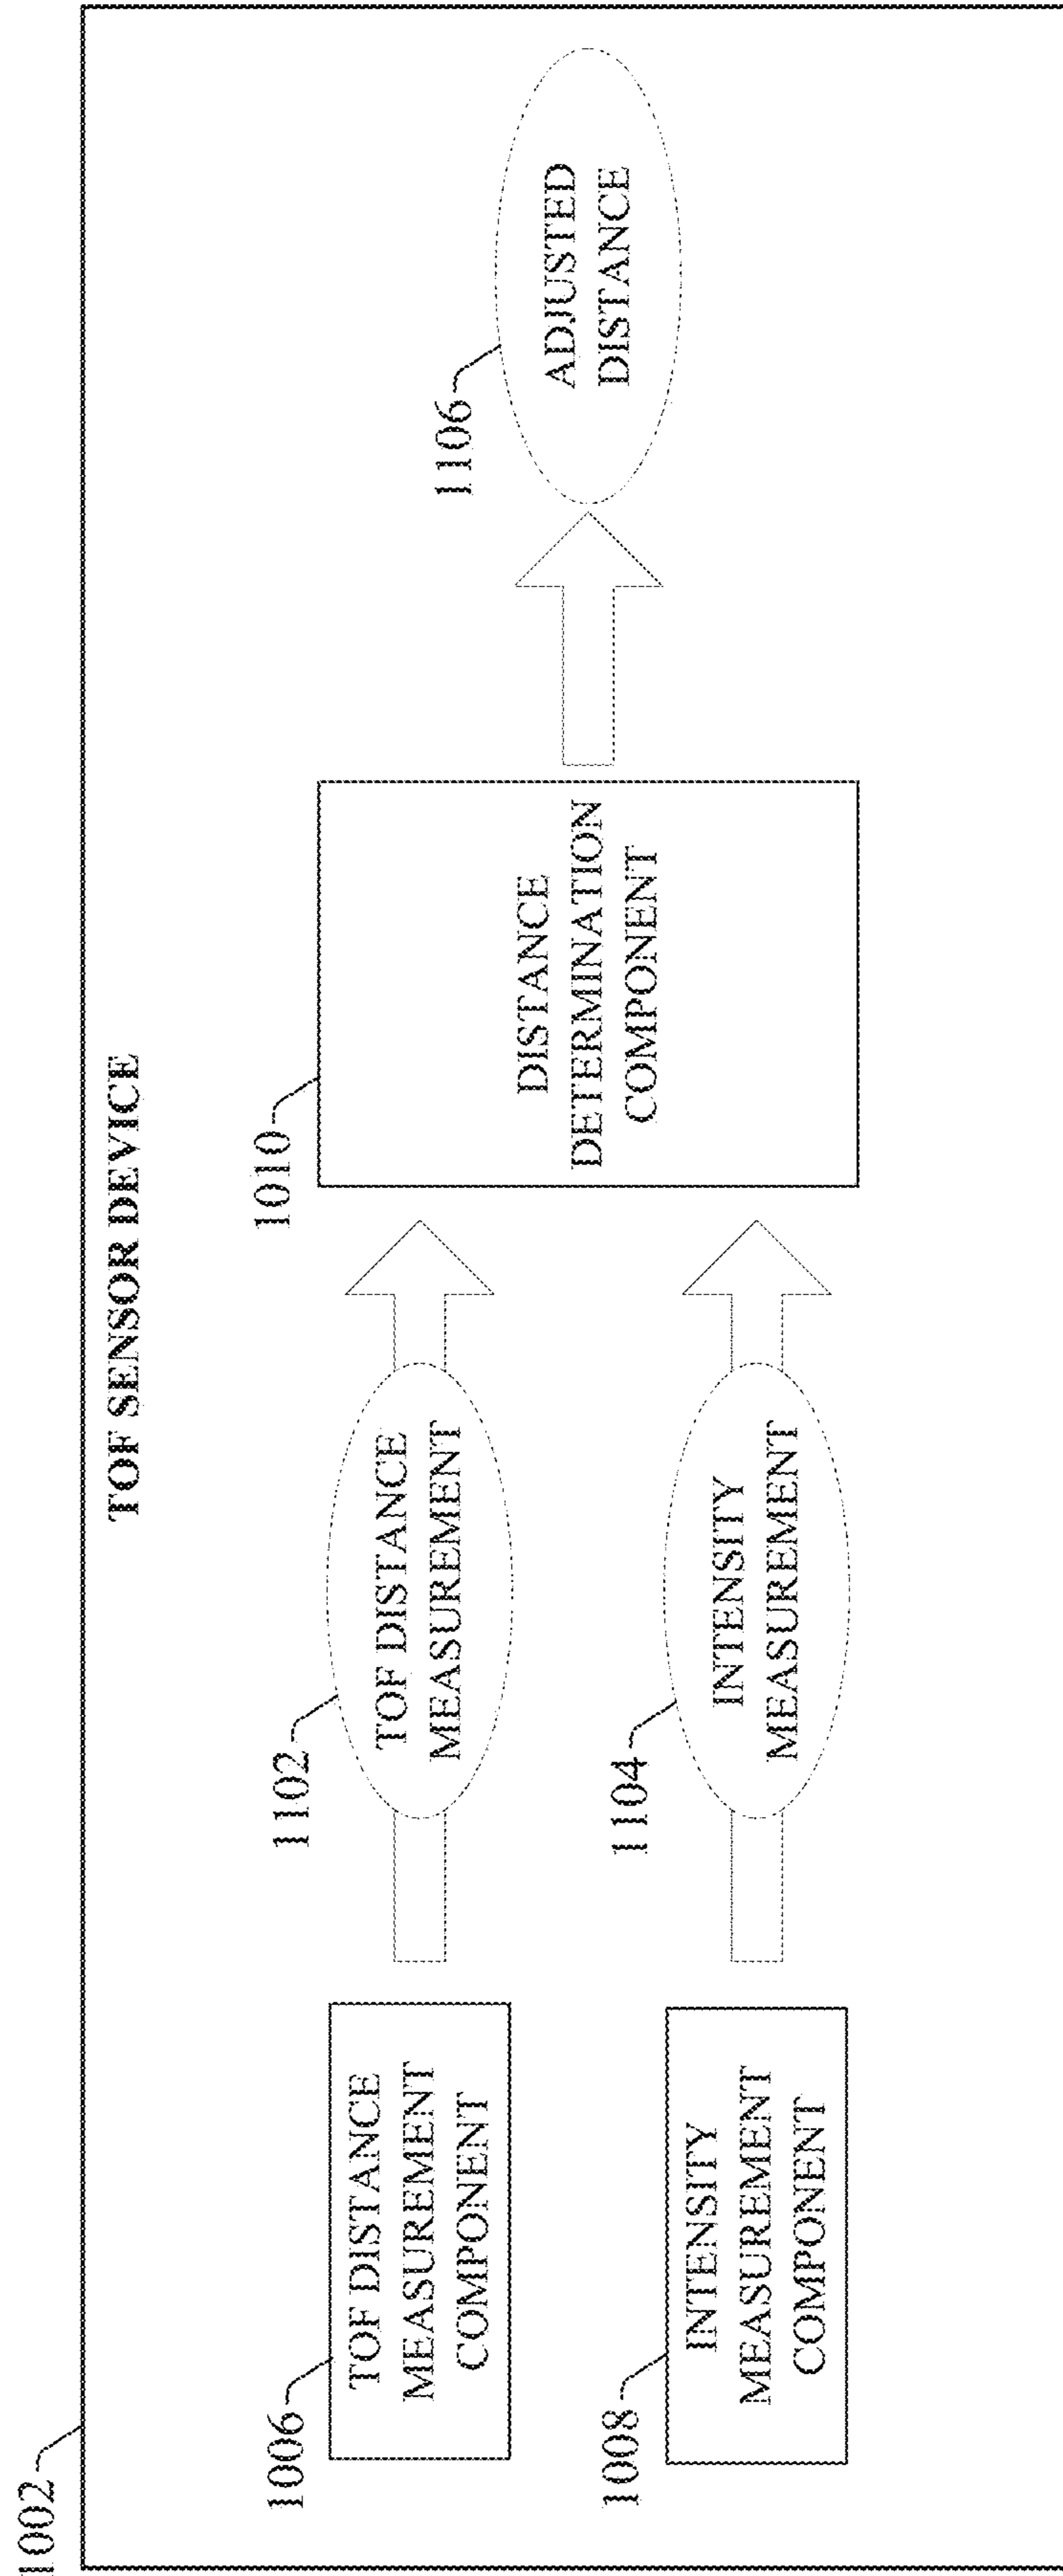 1002
TOF SENSOR DEVICE
1006
TOF DISTANCE
MEASUREMENT
COMPONENT
1102
TOF DISTANCE
MEASUREMENT
1010
DISTANCE
DETERMINATION
COMPONENT
1106
ADJUSTED
DISTANCE
1008
INTENSITY
MEASUREMENT
COMPONENT
1104
INTENSITY
MEASUREMENT